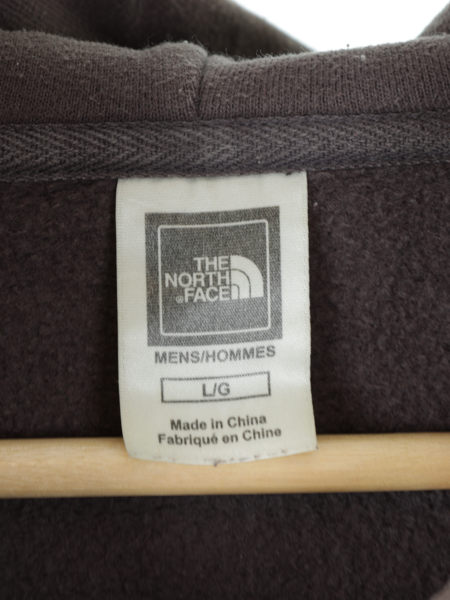 THE
NORTH
FACE
MENS/HOMMES
L/G
Made in China
Fabriqué en Chine